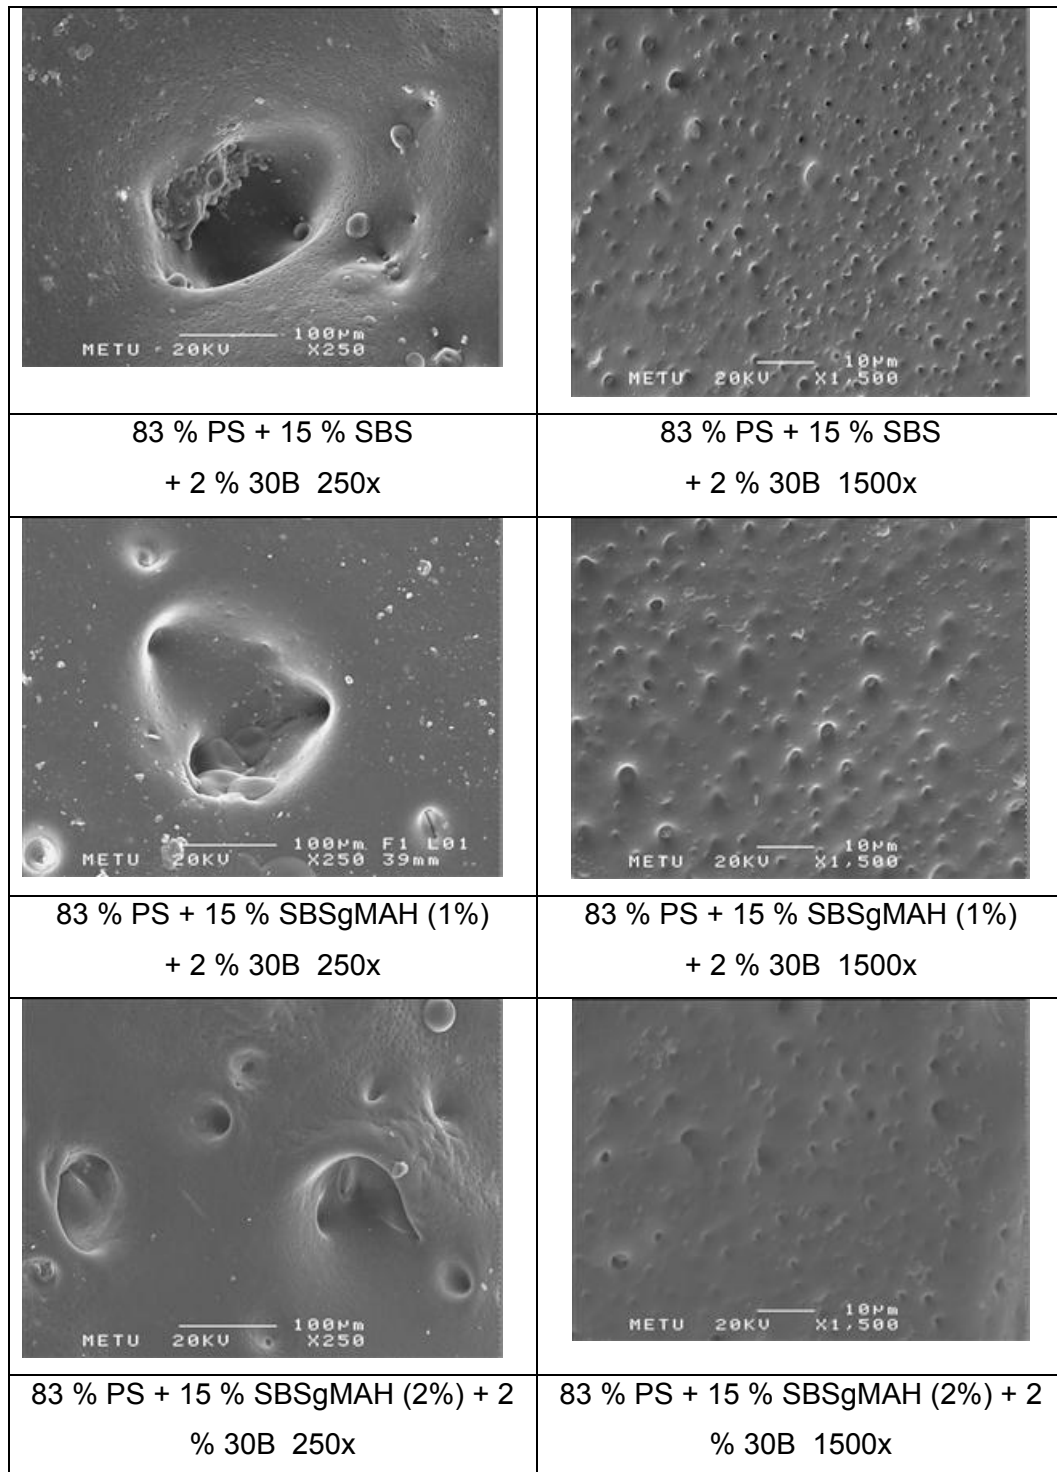 100µm
METU 20KV X250
10µm
METU 20KV X1,500
83 % PS + 15 % SBS
+ 2 % 30B 250x
83 % PS + 15 % SBS
+ 2 % 30B 1500x
100µm F1 L01
METU 20KV X250 39mm
10µm
METU 20KV X1,500
83 % PS + 15 % SBSgMAH (1%)
+ 2 % 30B 250x
83 % PS + 15 % SBSgMAH (1%)
+ 2 % 30B 1500x
100µm
METU 20KV X250
10µm
METU 20KV X1,500
83 % PS + 15 % SBSgMAH (2%) + 2
% 30B 250x
83 % PS + 15 % SBSgMAH (2%) + 2
% 30B 1500x